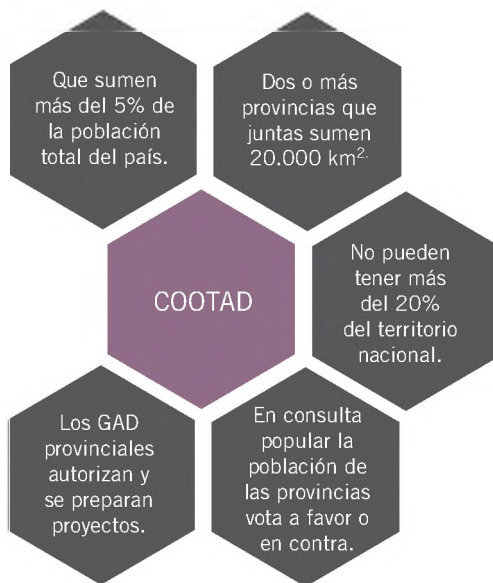 Que sumen
más del 5% de
la población
total del país.
Dos o más
provincias que
juntas sumen
20.000 km².
COOTAD
No pueden
tener más
del 20%
del territorio
nacional.
Los GAD
provinciales
autorizan y
se preparan
proyectos.
En consulta
popular la
población de
las provincias
vota a favor o
en contra.